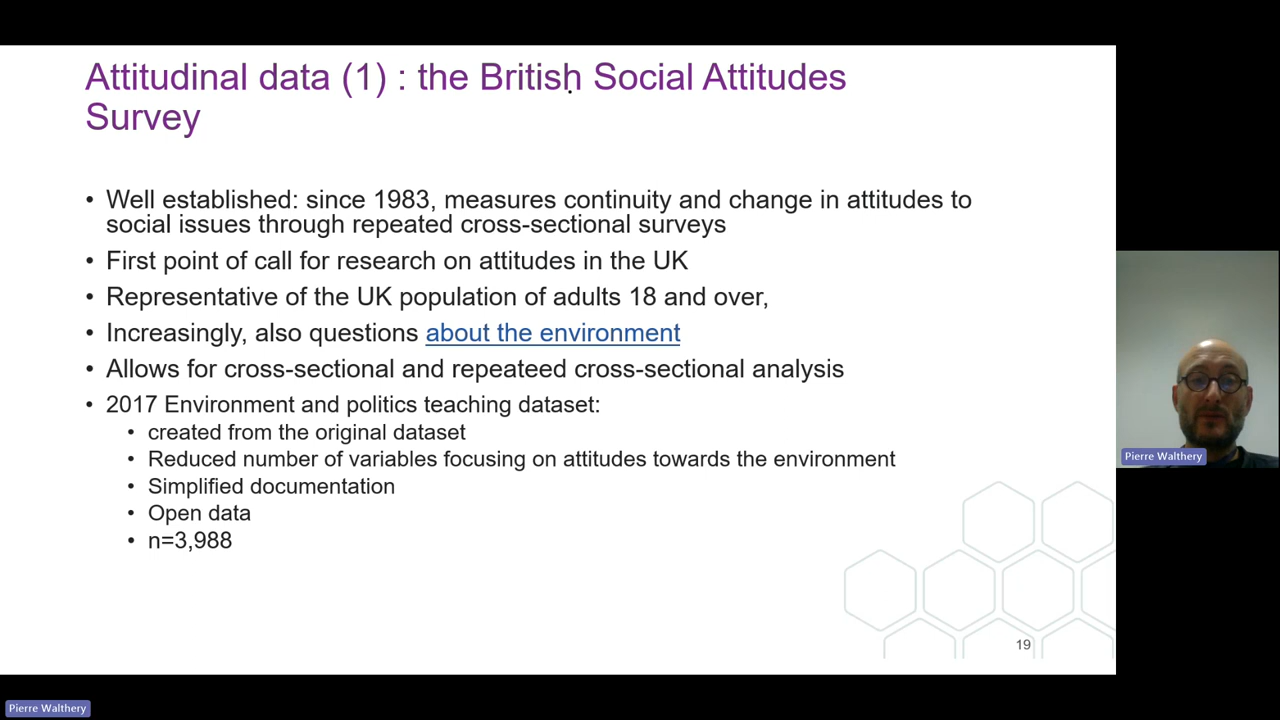 Attitudinal data (1) : the British Social Attitudes
Survey
• Well established: since 1983, measures continuity and change in attitudes to
social issues through repeated cross-sectional surveys
• First point of call for research on attitudes in the UK
• Representative of the UK population of adults 18 and over,
• Increasingly, also questions about the environment
• Allows for cross-sectional and repeateed cross-sectional analysis
• 2017 Environment and politics teaching dataset:
• created from the original dataset
• Reduced number of variables focusing on attitudes towards the environment
• Simplified documentation
• Open data
• n=3,988
19
Pierre Walthery
Pierre Walthery